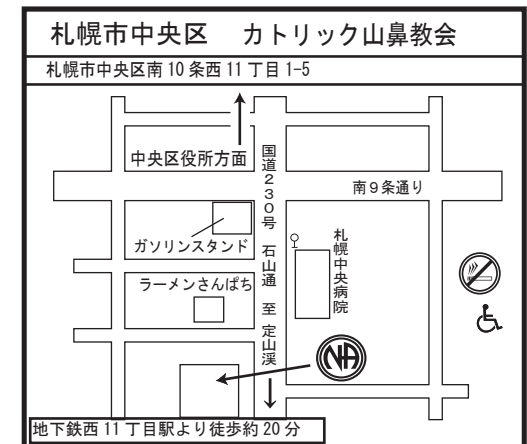 札幌市中央区　カトリック山鼻教会
札幌市中央区南10条西11丁目1-5
中央区役所方面
国道230号 石山通 至 定山渓
南9条通り
ガソリンスタンド
札幌中央病院
ラーメンさんぱち
NA
地下鉄西11丁目駅より徒歩約20分